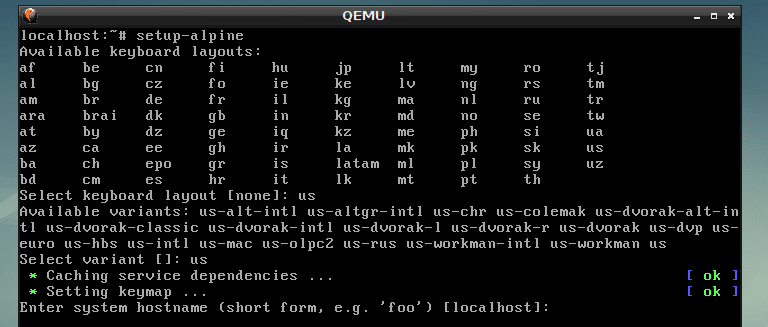 QEMU
localhost:~# setup-alpine
Available keyboard layouts:
af be cn fi hu jp lt my ro tj
al bg cz fo ie ke lv ng rs tm
am br de fr il kg ma nl ru tr
ara brai dk gb in kr md no se tw
at by dz ge iq kz me ph si ua
az ca ee gh ir la mk pk sk us
ba ch epo gr is latam ml pl sy uz
bd cm es hr it lk mt pt th
Select keyboard layout [none]: us
Available variants: us-alt-intl us-altgr-intl us-chr us-colemak us-dvorak-alt-in
tl us-dvorak-classic us-dvorak-intl us-dvorak-l us-dvorak-r us-dvorak us-dvp us-
euro us-hbs us-intl us-mac us-olpc2 us-rus us-workman-intl us-workman us
Select variant []: us
* Caching service dependencies ... [ ok ]
* Setting keymap ... [ ok ]
Enter system hostname (short form, e.g. 'foo') [localhost]: